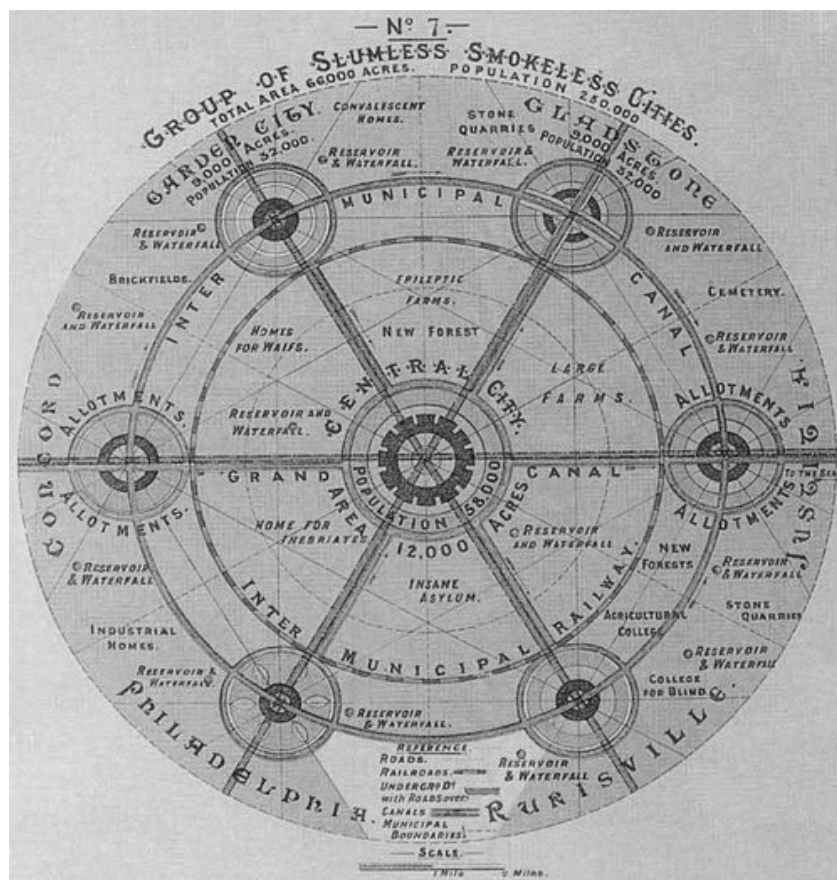 — Nº 7. —
GROUP OF SLUMLESS SMOKELESS CITIES.
TOTAL AREA 66000 ACRES. POPULATION 250.000
GARDEN CITY.
9,000 ACRES.
POPULATION 32,000.
CONVALESCENT
HOMES.
STONE
QUARRIES
GLADSTONE
9,000 ACRES
POPULATION
32,000
RESERVOIR
& WATERFALL.
RESERVOIR &
WATERFALL.
INTER MUNICIPAL CANAL
RESERVOIR
& WATERFALL
RESERVOIR
AND WATERFALL
BRICKFIELDS.
EPILEPTIC
FARMS.
CEMETERY.
RESERVOIR
AND WATERFALL
HOMES
FOR WAIFS.
NEW FOREST
RESERVOIR
& WATERFALL
LARGE
FARMS.
CENTRAL CITY.
CONCORD
ALLOTMENTS.
ALLOTMENTS
JUSTITIA
RESERVOIR AND
WATERFALL.
GRAND CANAL
TO THE SEA
POPULATION 58,000
AREA 12,000 ACRES
ALLOTMENTS.
ALLOTMENTS
HOME FOR
INEBRIATES
RESERVOIR
AND WATERFALL
NEW
FORESTS
RESERVOIR
& WATERFALL
INSANE
ASYLUM.
RESERVOIR
& WATERFALL
STONE
QUARRIES
INTER MUNICIPAL RAILWAY.
AGRICULTURAL
COLLEGE
INDUSTRIAL
HOMES.
RESERVOIR
& WATERFALL
RESERVOIR &
WATERFALL.
COLLEGE
FOR BLIND.
RESERVOIR
& WATERFALL.
PHILADELPHIA.
RURISVILLE.
REFERENCE.
ROADS.
RAILROADS.
UNDERGRD Dº
with ROADS over
CANALS
MUNICIPAL
BOUNDARIES
RESERVOIR
& WATERFALL
— SCALE. —
1 Mile 2 Miles.